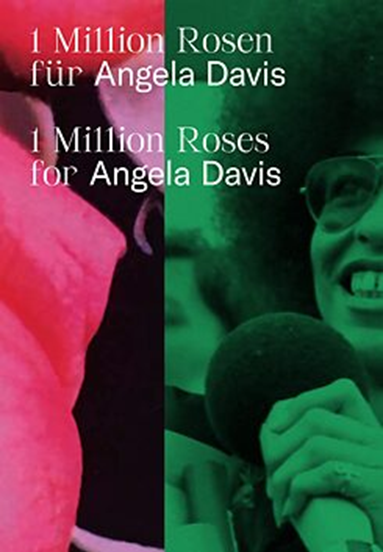 1 Million Rosen
für Angela Davis
1 Million Roses
for Angela Davis